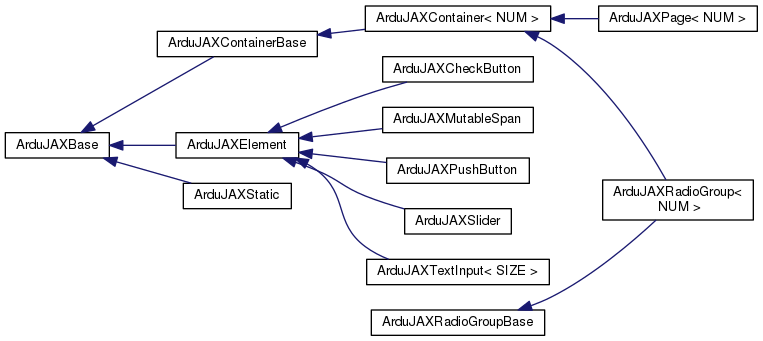 ArduJAXContainer< NUM >
ArduJAXPage< NUM >
ArduJAXContainerBase
ArduJAXCheckButton
ArduJAXMutableSpan
ArduJAXBase
ArduJAXElement
ArduJAXPushButton
ArduJAXStatic
ArduJAXRadioGroup<
NUM >
ArduJAXSlider
ArduJAXTextInput< SIZE >
ArduJAXRadioGroupBase